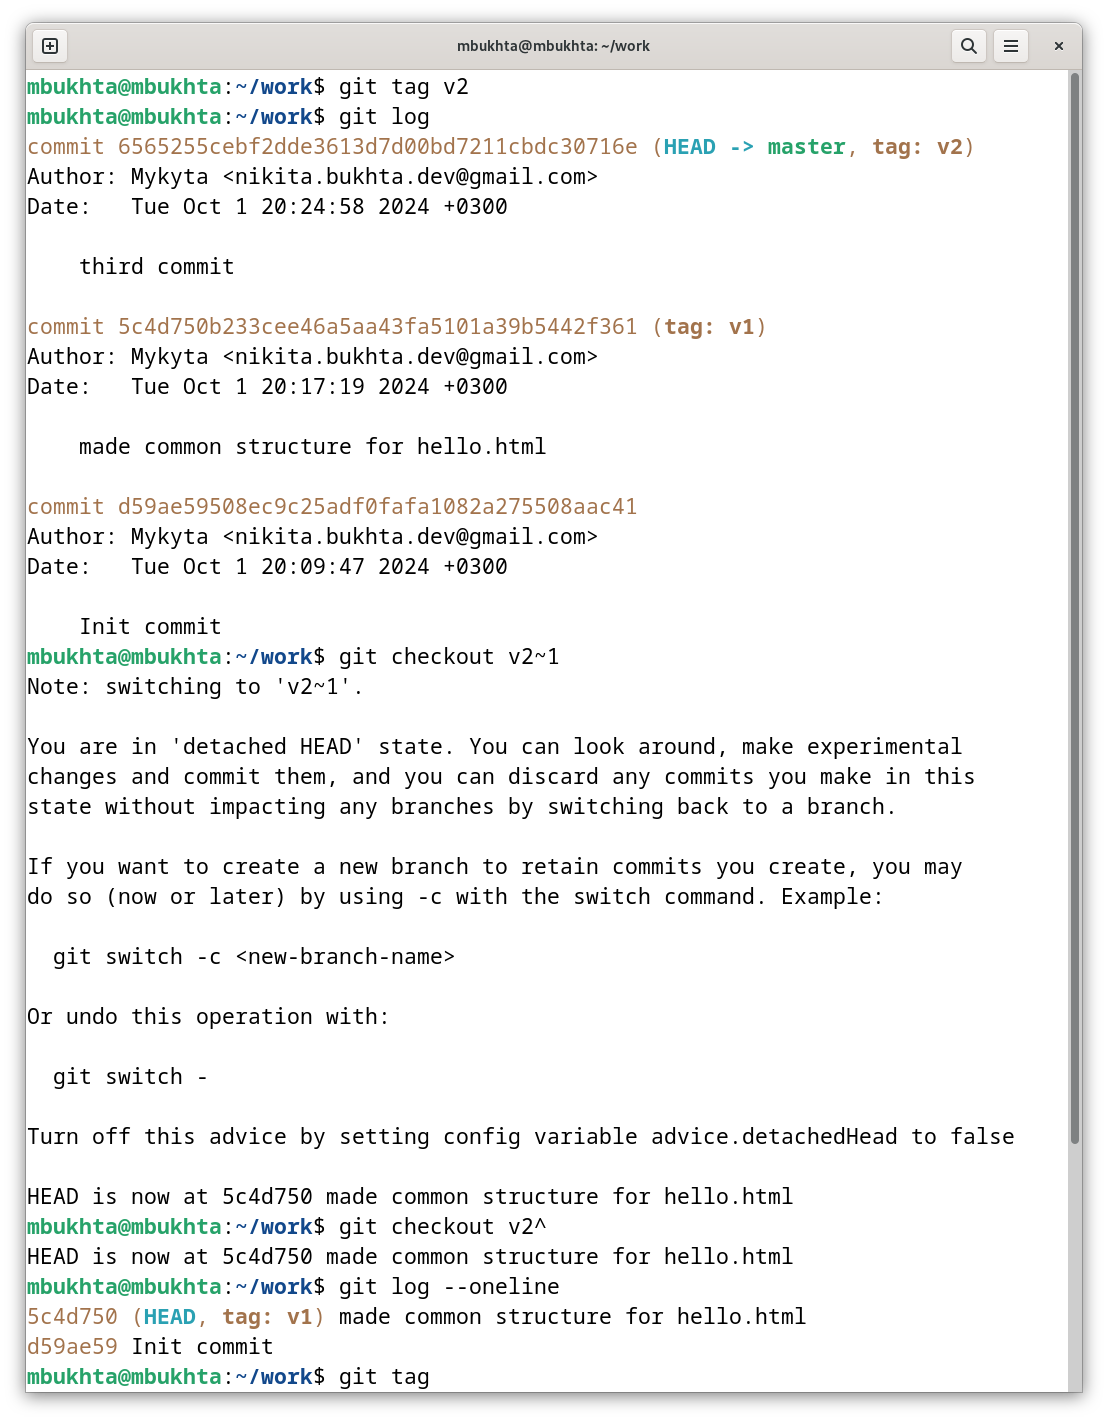 mbukhta@mbukhta: ~/work
mbukhta@mbukhta:~/work$ git tag v2
mbukhta@mbukhta:~/work$ git log
commit 6565255cebf2dde3613d7d00bd7211cbdc30716e (HEAD -> master, tag: v2)
Author: Mykyta <nikita.bukhta.dev@gmail.com>
Date:   Tue Oct 1 20:24:58 2024 +0300

    third commit

commit 5c4d750b233cee46a5aa43fa5101a39b5442f361 (tag: v1)
Author: Mykyta <nikita.bukhta.dev@gmail.com>
Date:   Tue Oct 1 20:17:19 2024 +0300

    made common structure for hello.html

commit d59ae59508ec9c25adf0fafa1082a275508aac41
Author: Mykyta <nikita.bukhta.dev@gmail.com>
Date:   Tue Oct 1 20:09:47 2024 +0300

    Init commit
mbukhta@mbukhta:~/work$ git checkout v2~1
Note: switching to 'v2~1'.

You are in 'detached HEAD' state. You can look around, make experimental
changes and commit them, and you can discard any commits you make in this
state without impacting any branches by switching back to a branch.

If you want to create a new branch to retain commits you create, you may
do so (now or later) by using -c with the switch command. Example:

  git switch -c <new-branch-name>

Or undo this operation with:

  git switch -

Turn off this advice by setting config variable advice.detachedHead to false

HEAD is now at 5c4d750 made common structure for hello.html
mbukhta@mbukhta:~/work$ git checkout v2^
HEAD is now at 5c4d750 made common structure for hello.html
mbukhta@mbukhta:~/work$ git log --oneline
5c4d750 (HEAD, tag: v1) made common structure for hello.html
d59ae59 Init commit
mbukhta@mbukhta:~/work$ git tag